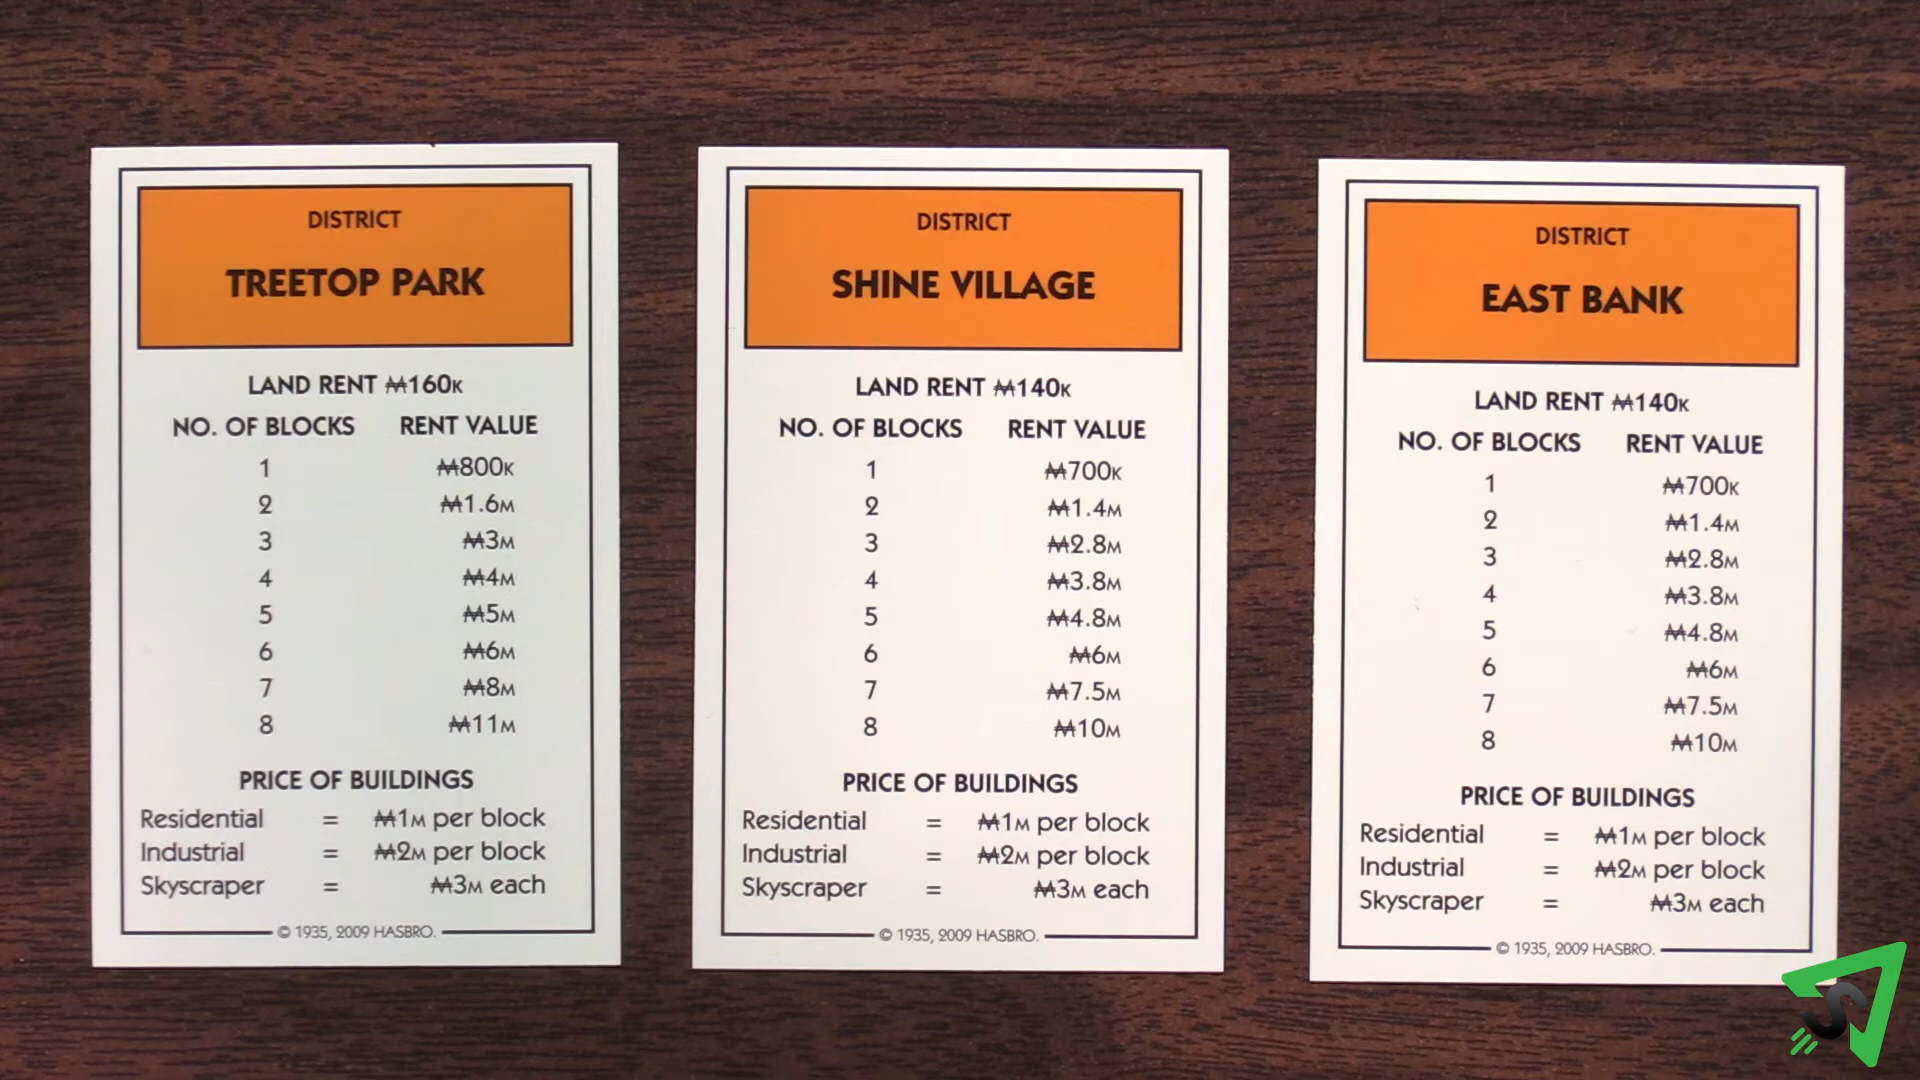 DISTRICT
TREETOP PARK
LAND RENT ₩160K
NO. OF BLOCKS RENT VALUE
1 ₩800K
2 ₩1.6M
3 ₩3M
4 ₩4M
5 ₩5M
6 ₩6M
7 ₩8M
8 ₩11M
PRICE OF BUILDINGS
Residential = ₩1M per block
Industrial = ₩2M per block
Skyscraper = ₩3M each
© 1935, 2009 HASBRO.
DISTRICT
SHINE VILLAGE
LAND RENT ₩140K
NO. OF BLOCKS RENT VALUE
1 ₩700K
2 ₩1.4M
3 ₩2.8M
4 ₩3.8M
5 ₩4.8M
6 ₩6M
7 ₩7.5M
8 ₩10M
PRICE OF BUILDINGS
Residential = ₩1M per block
Industrial = ₩2M per block
Skyscraper = ₩3M each
© 1935, 2009 HASBRO.
DISTRICT
EAST BANK
LAND RENT ₩140K
NO. OF BLOCKS RENT VALUE
1 ₩700K
2 ₩1.4M
3 ₩2.8M
4 ₩3.8M
5 ₩4.8M
6 ₩6M
7 ₩7.5M
8 ₩10M
PRICE OF BUILDINGS
Residential = ₩1M per block
Industrial = ₩2M per block
Skyscraper = ₩3M each
© 1935, 2009 HASBRO.
S